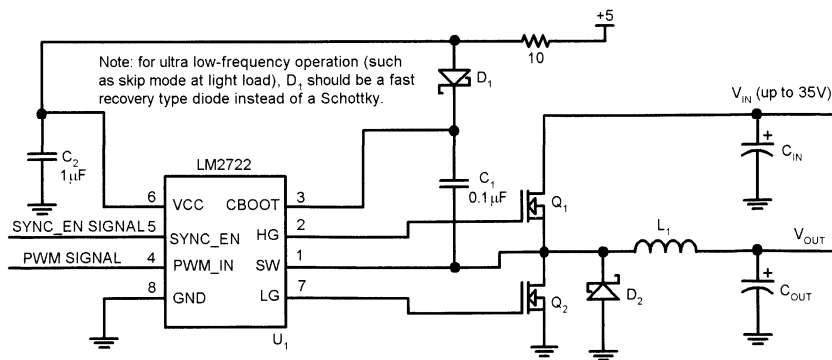 +5
10
Note: for ultra low-frequency operation (such
as skip mode at light load), D1 should be a fast
recovery type diode instead of a Schottky.
D1
VIN (up to 35V)
CIN
C2
1μF
LM2722
C1
0.1μF
6 VCC CBOOT 3
Q1
SYNC_EN SIGNAL 5 SYNC_EN HG 2
L1
VOUT
PWM SIGNAL 4 PWM_IN SW 1
8 GND LG 7
Q2
D2
COUT
U1